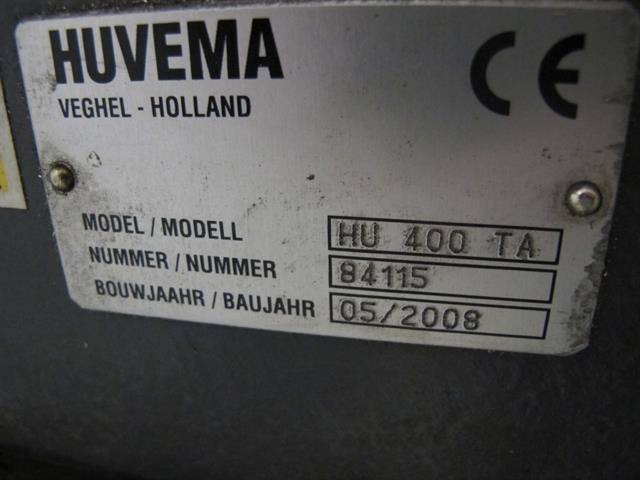 HUVEMA
VEGHEL - HOLLAND
CE
MODEL / MODELL HU 400 TA
NUMMER / NUMMER 84115
BOUWJAAHR / BAUJAHR 05/2008